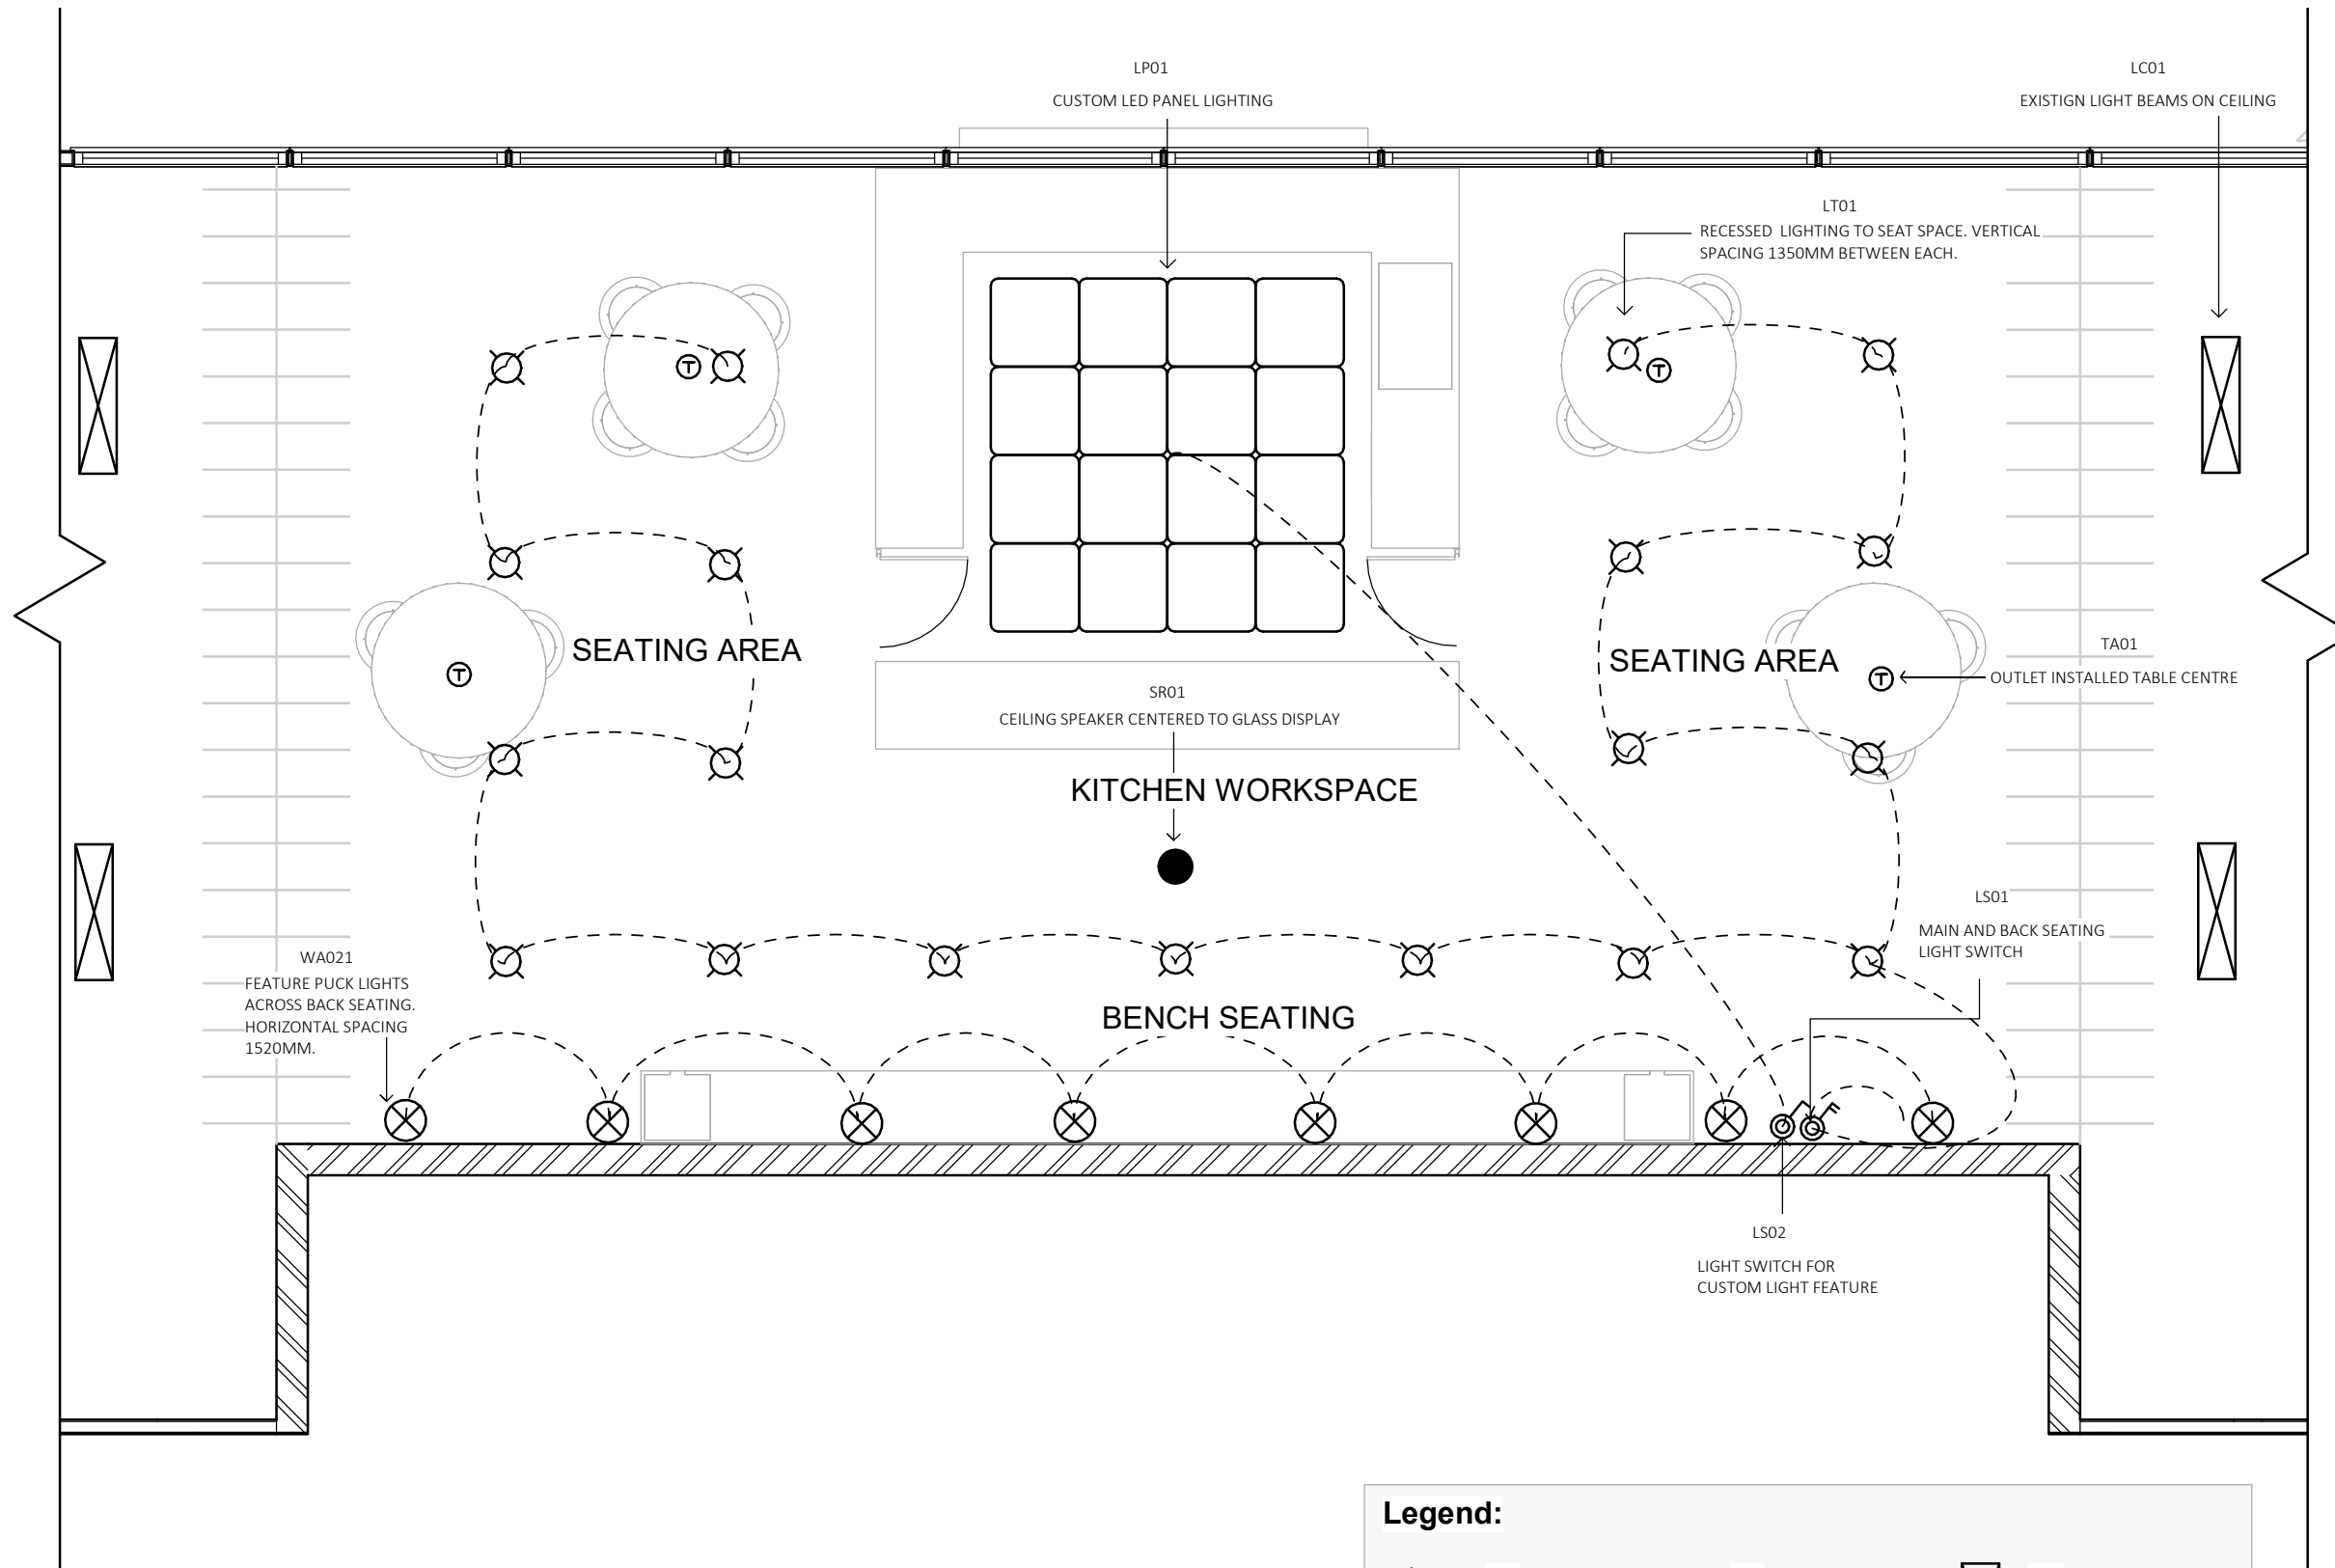 LP01
CUSTOM LED PANEL LIGHTING
LC01
EXISTIGN LIGHT BEAMS ON CEILING
LT01
RECESSED LIGHTING TO SEAT SPACE. VERTICAL
SPACING 1350MM BETWEEN EACH.
T
T
SEATING AREA
SEATING AREA
T
T
TA01
OUTLET INSTALLED TABLE CENTRE
SR01
CEILING SPEAKER CENTERED TO GLASS DISPLAY
KITCHEN WORKSPACE
LS01
MAIN AND BACK SEATING
LIGHT SWITCH
WA021
FEATURE PUCK LIGHTS
ACROSS BACK SEATING.
HORIZONTAL SPACING
1520MM.
BENCH SEATING
LS02
LIGHT SWITCH FOR
CUSTOM LIGHT FEATURE
Legend: